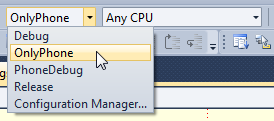 OnlyPhone Any CPU
Debug
OnlyPhone
PhoneDebug
Release
Configuration Manager...